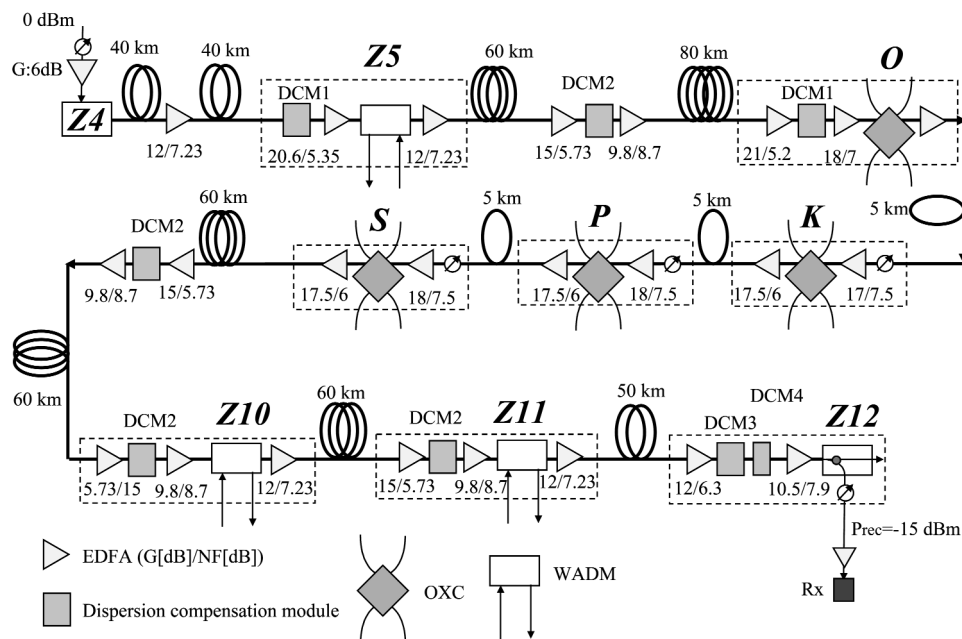 0 dBm
G:6dB
Z4
40 km
40 km
12/7.23
Z5
DCM1
20.6/5.35
12/7.23
60 km
DCM2
15/5.73
9.8/8.7
80 km
O
DCM1
21/5.2
18/7
5 km
K
17/7.5
17.5/6
5 km
P
18/7.5
17.5/6
5 km
S
18/7.5
17.5/6
60 km
DCM2
15/5.73
9.8/8.7
60 km
Z10
DCM2
5.73/15
9.8/8.7
12/7.23
60 km
Z11
DCM2
15/5.73
9.8/8.7
12/7.23
50 km
DCM4
DCM3
Z12
12/6.3
10.5/7.9
Prec=-15 dBm
Rx
EDFA (G[dB]/NF[dB])
Dispersion compensation module
OXC
WADM